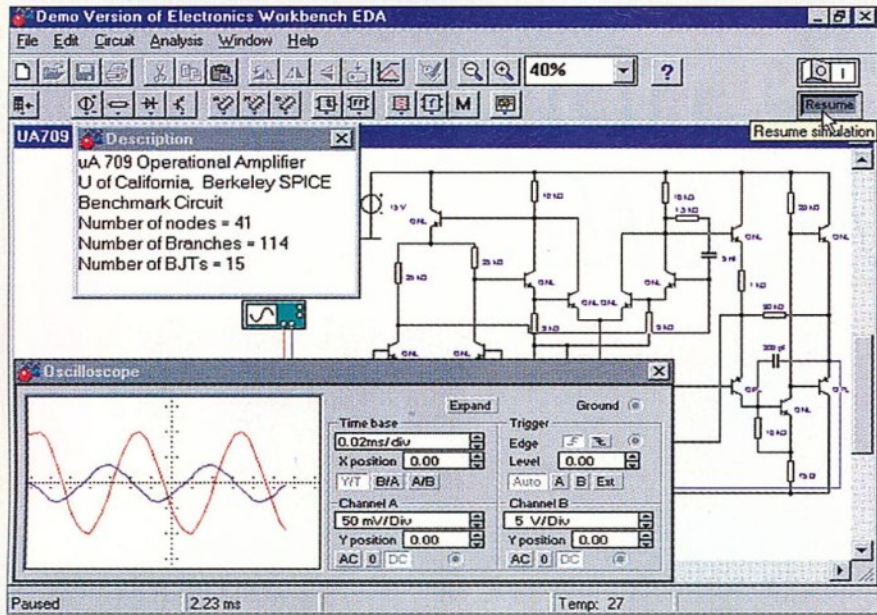 Demo Version of Electronics Workbench EDA
File Edit Circuit Analysis Window Help
40%
?
Resume
M
Resume simulation
UA709
Description
uA 709 Operational Amplifier
U of California, Berkeley SPICE
Benchmark Circuit
Number of nodes = 41
Number of Branches = 114
Number of BJTs = 15
Oscilloscope
Expand
Ground
Time base
0.02ms/div
X position 0.00
Y/T B/A A/B
Trigger
Edge
Level 0.00
Auto A B Ext
Channel A
50 mV/Div
Y position 0.00
AC 0 DC
Channel B
5 V/Div
Y position 0.00
AC 0 DC
Paused
2.23 ms
Temp: 27